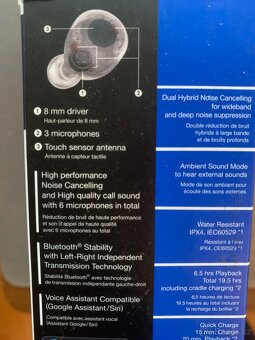 1
2
3
1 8 mm driver
Haut-parleur de 8 mm
2 3 microphones
3 Touch sensor antenna
Antenne à capteur tactile
High performance
Noise Cancelling
and High quality call sound
with 6 microphones in total
Réduction de bruit de haute performance
et son d'appel de haute qualité
avec 6 microphones au total
Bluetooth® Stability
with Left-Right Independent
Transmission Technology
Stabilité Bluetooth® avec technologie
de transmission indépendante gauche-droit
Voice Assistant Compatible
(Google Assistant/Siri)
Compatible avec assistant vocal
(Assistant Google/Siri)
Dual Hybrid Noise Cancelling
for wideband
and deep noise suppression
Double réduction de bruit
hybride à large bande
et de bruits profonds
Ambient Sound Mode
to hear external sounds
Mode de son ambiant pour
écoute des sons externes
Water Resistant
IPX4, IEC60529 *1
Résistant à l'eau
IPX4, CEI60529 *1
6.5 hrs Playback
Total 19.5 hrs
including cradle charging *2
6,5 heures de lecture
19,5 heures au total incluant
la recharge du boîtier *2
Quick Charge
15 min: Charge
70 min. Playback *2